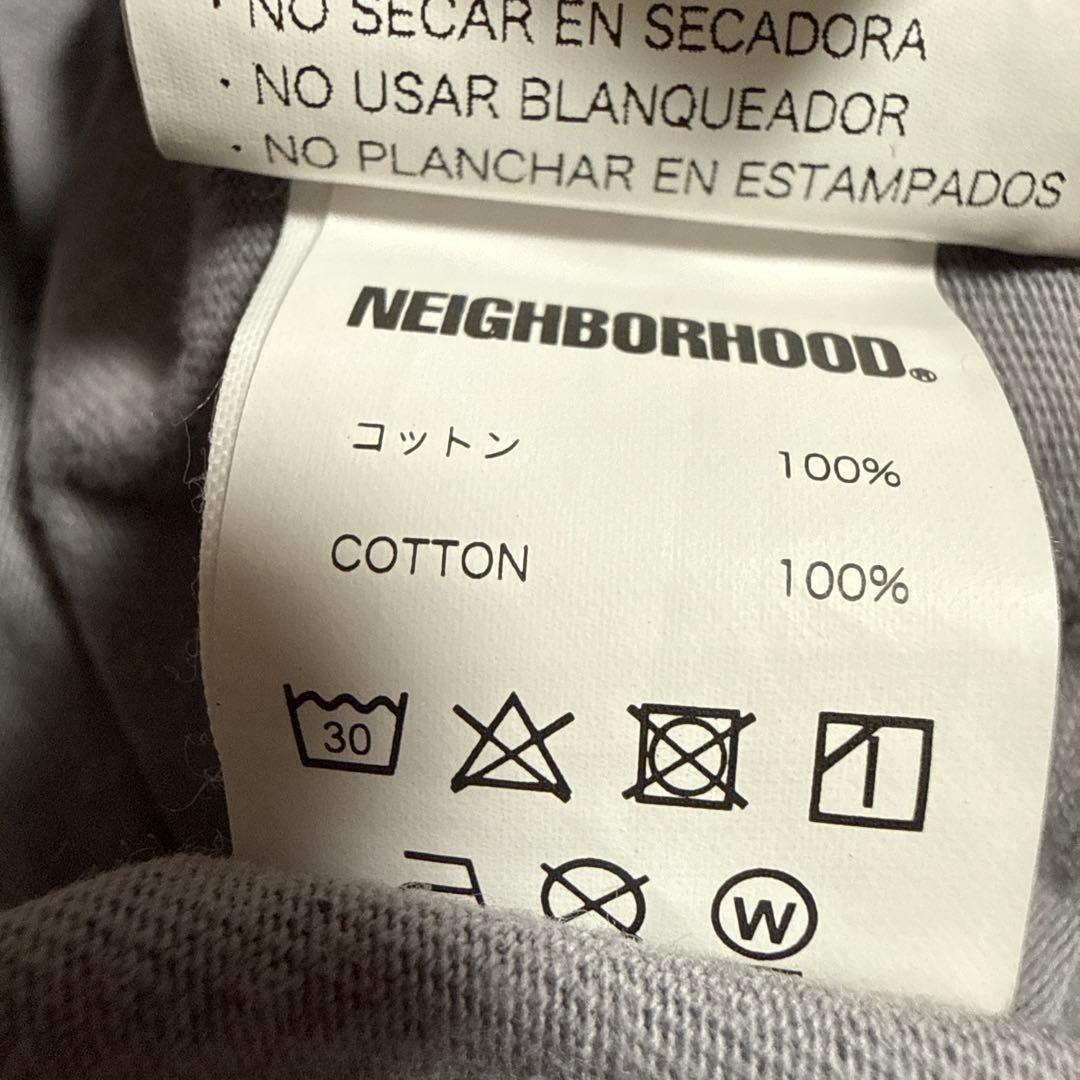 · NO SECAR EN SECADORA
· NO USAR BLANQUEADOR
· NO PLANCHAR EN ESTAMPADOS
NEIGHBORHOOD®
コットン 100%
COTTON 100%
30
W